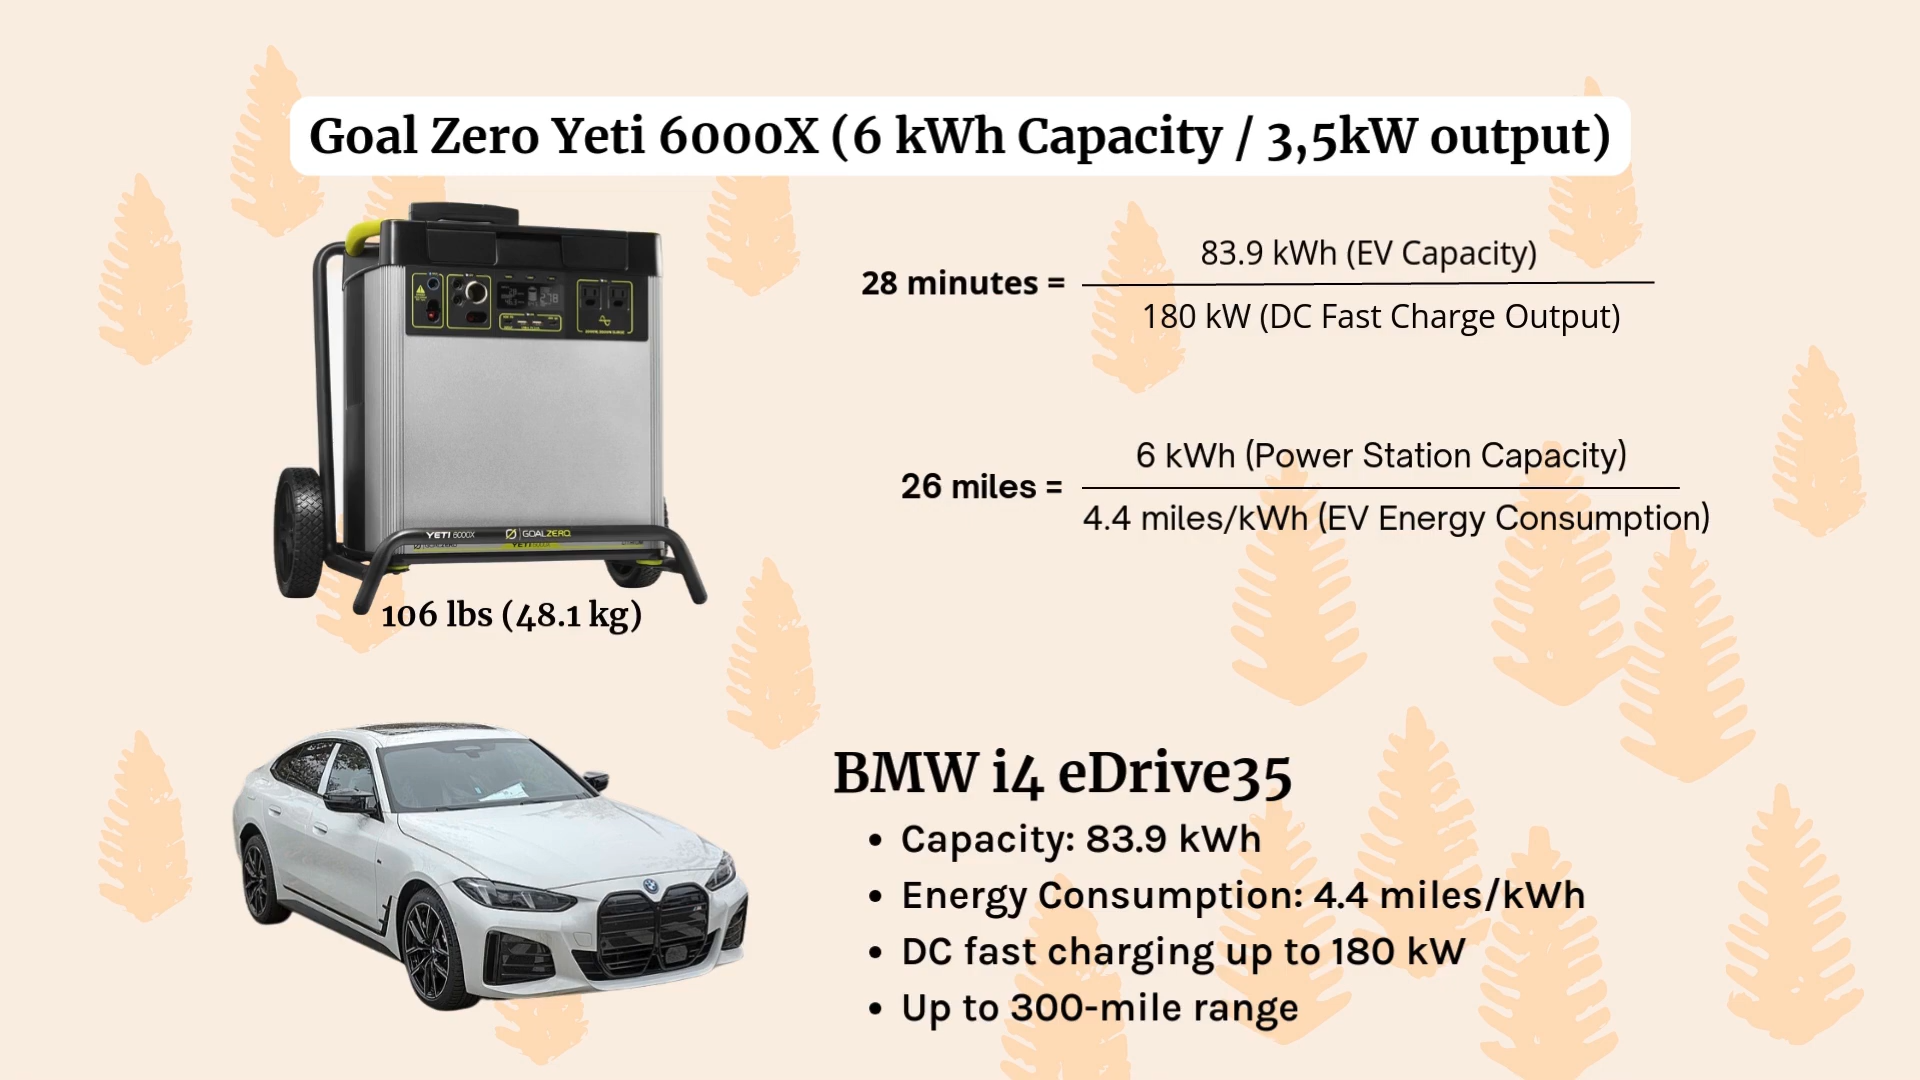 Goal Zero Yeti 6000X (6 kWh Capacity / 3,5kW output)
28 minutes =
83.9 kWh (EV Capacity)
180 kW (DC Fast Charge Output)
26 miles =
6 kWh (Power Station Capacity)
4.4 miles/kWh (EV Energy Consumption)
YETI 6000X GOALZERO
106 lbs (48.1 kg)
BMW i4 eDrive35
• Capacity: 83.9 kWh
• Energy Consumption: 4.4 miles/kWh
• DC fast charging up to 180 kW
• Up to 300-mile range